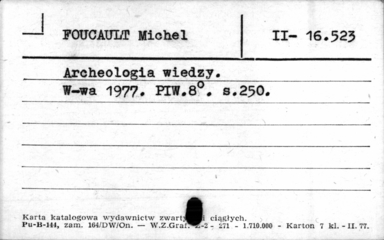 FOUCAULT Michel II- 16.523
Archeologia wiedzy.
W-wa 1977. PIW.8°. s.250.
Karta katalogowa wydawnictw ciągłych.
Pu-B-144, zam. 164/DW/On. — W.Z.Graf. 271 - 1.710.000 - Karton 7 kl. - II. 77.